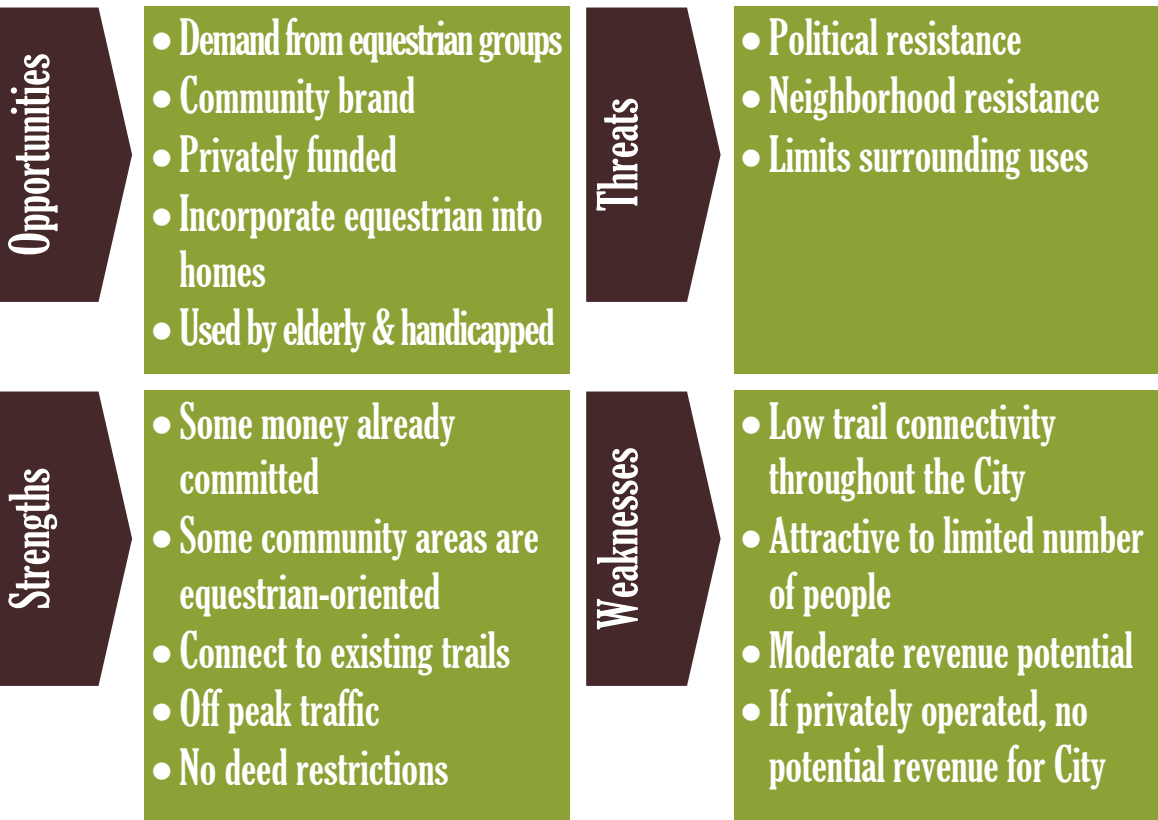 Opportunities
• Demand from equestrian groups
• Community brand
• Privately funded
• Incorporate equestrian into
homes
• Used by elderly & handicapped
Threats
• Political resistance
• Neighborhood resistance
• Limits surrounding uses
Strengths
• Some money already
committed
• Some community areas are
equestrian-oriented
• Connect to existing trails
• Off peak traffic
• No deed restrictions
Weaknesses
• Low trail connectivity
throughout the City
• Attractive to limited number
of people
• Moderate revenue potential
• If privately operated, no
potential revenue for City